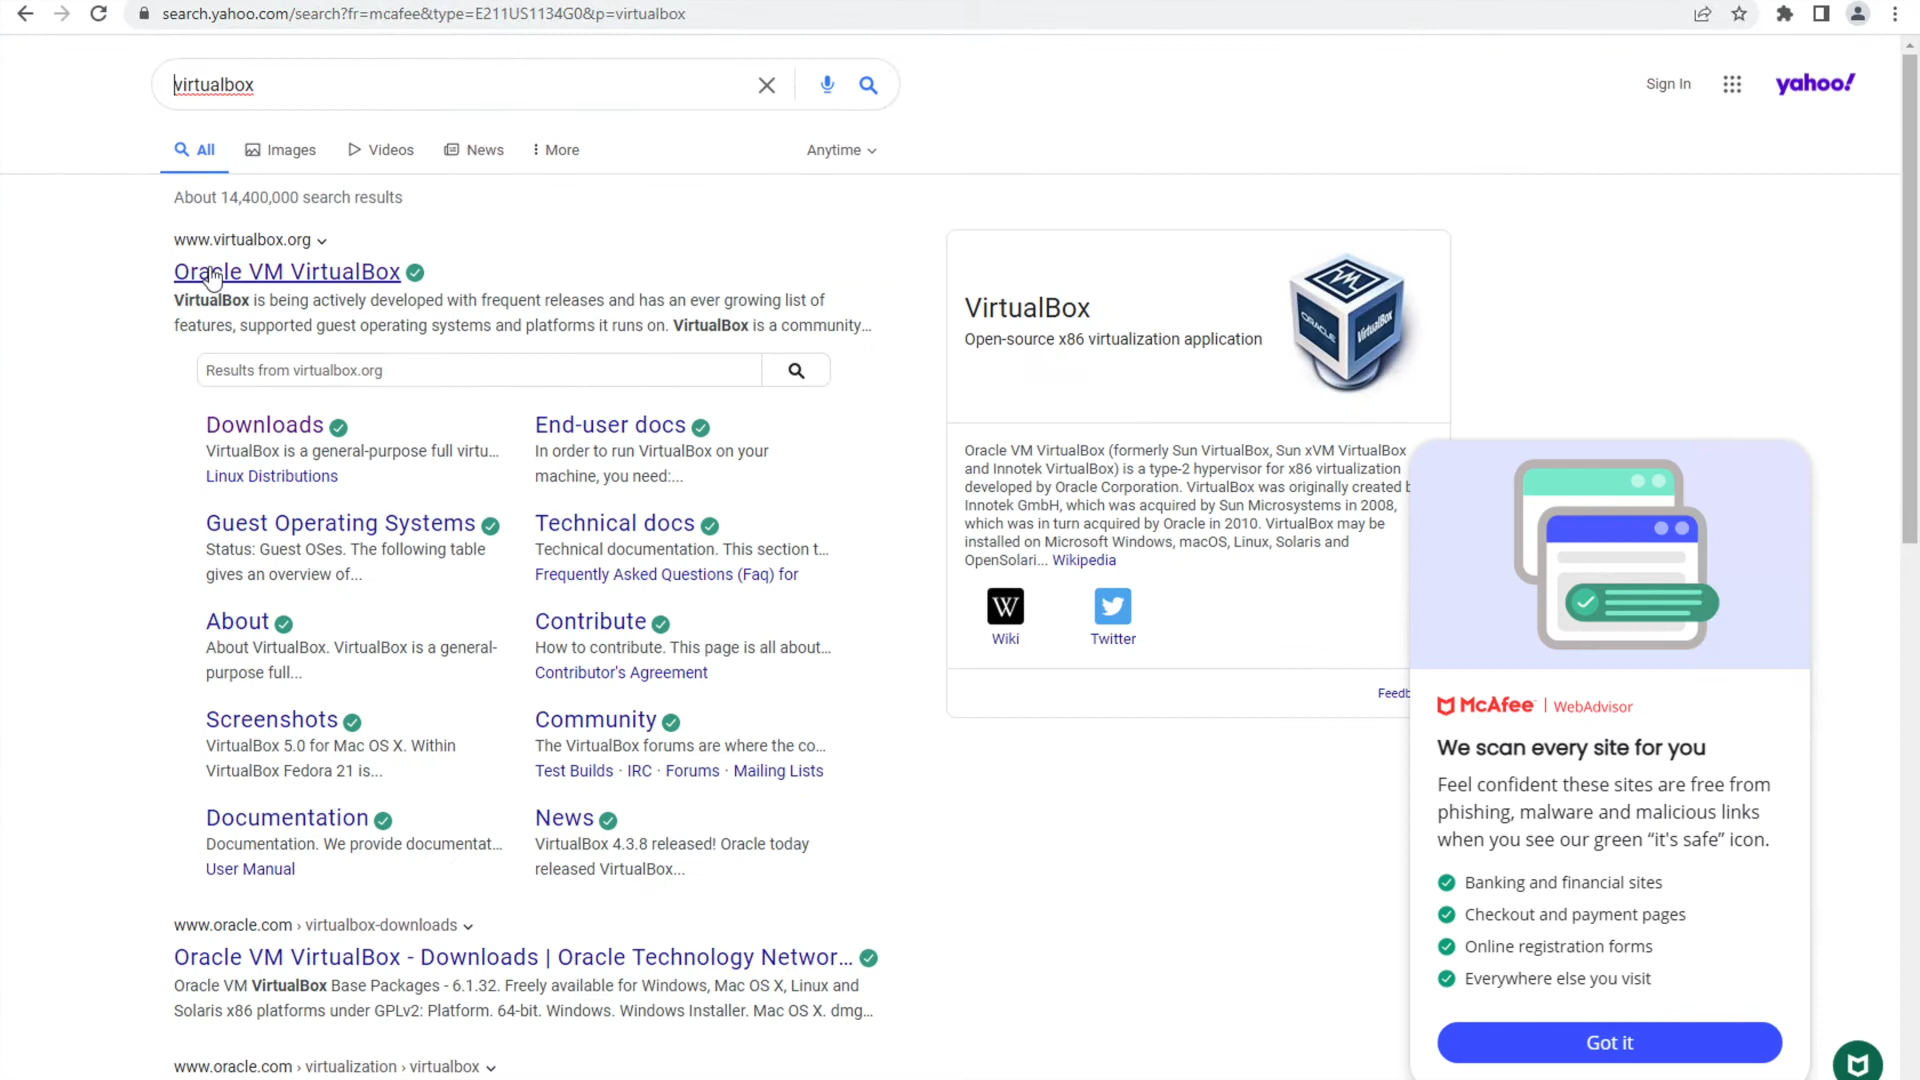 search.yahoo.com/search?fr=mcafee&type=E211US1134G0&p=virtualbox
virtualbox
Sign In
yahoo!
All
Images
Videos
News
More
Anytime
About 14,400,000 search results
www.virtualbox.org
Oracle VM VirtualBox
VirtualBox is being actively developed with frequent releases and has an ever growing list of
features, supported guest operating systems and platforms it runs on. VirtualBox is a community...
Results from virtualbox.org
Downloads
VirtualBox is a general-purpose full virtu...
Linux Distributions
End-user docs
In order to run VirtualBox on your
machine, you need:...
Guest Operating Systems
Status: Guest OSes. The following table
gives an overview of...
Technical docs
Technical documentation. This section t...
Frequently Asked Questions (Faq) for
About
About VirtualBox. VirtualBox is a general-
purpose full...
Contribute
How to contribute. This page is all about...
Contributor's Agreement
Screenshots
VirtualBox 5.0 for Mac OS X. Within
VirtualBox Fedora 21 is...
Community
The VirtualBox forums are where the co...
Test Builds · IRC · Forums · Mailing Lists
Documentation
Documentation. We provide documentat...
User Manual
News
VirtualBox 4.3.8 released! Oracle today
released VirtualBox...
www.oracle.com › virtualbox-downloads
Oracle VM VirtualBox - Downloads | Oracle Technology Networ...
Oracle VM VirtualBox Base Packages - 6.1.32. Freely available for Windows, Mac OS X, Linux and
Solaris x86 platforms under GPLv2: Platform. 64-bit. Windows. Windows Installer. Mac OS X. dmg...
www.oracle.com › virtualization › virtualbox
VirtualBox
Open-source x86 virtualization application
ORACLE
VirtualBox
Oracle VM VirtualBox (formerly Sun VirtualBox, Sun xVM VirtualBox
and Innotek VirtualBox) is a type-2 hypervisor for x86 virtualization
developed by Oracle Corporation. VirtualBox was originally created b
Innotek GmbH, which was acquired by Sun Microsystems in 2008,
which was in turn acquired by Oracle in 2010. VirtualBox may be
installed on Microsoft Windows, macOS, Linux, Solaris and
OpenSolari... Wikipedia
W
Wiki
Twitter
Feedb
McAfee | WebAdvisor
We scan every site for you
Feel confident these sites are free from
phishing, malware and malicious links
when you see our green “it's safe” icon.
Banking and financial sites
Checkout and payment pages
Online registration forms
Everywhere else you visit
Got it